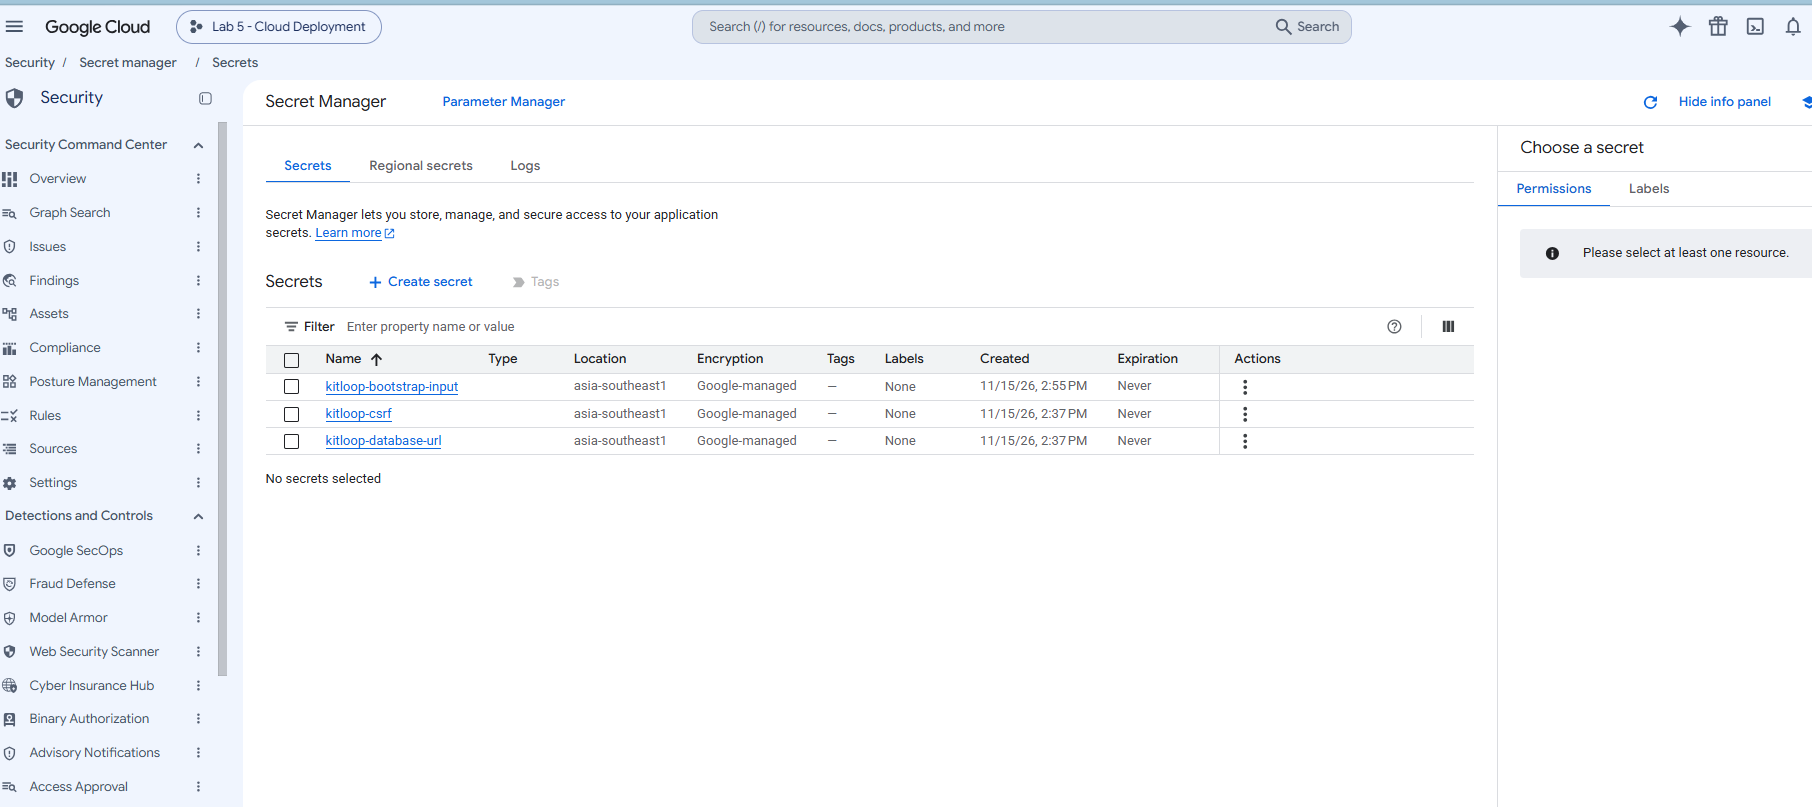 Google Cloud
Lab 5 - Cloud Deployment
Search (/) for resources, docs, products, and more
Search
Security / Secret manager / Secrets
Security
Security Command Center
Overview
Graph Search
Issues
Findings
Assets
Compliance
Posture Management
Rules
Sources
Settings
Detections and Controls
Google SecOps
Fraud Defense
Model Armor
Web Security Scanner
Cyber Insurance Hub
Binary Authorization
Advisory Notifications
Access Approval
Secret Manager
Parameter Manager
Hide info panel
Secrets
Regional secrets
Logs
Secret Manager lets you store, manage, and secure access to your application
secrets. Learn more
Secrets
Create secret
Tags
Filter Enter property name or value
Name Type Location Encryption Tags Labels Created Expiration Actions
kitloop-bootstrap-input asia-southeast1 Google-managed — None 11/15/26, 2:55 PM Never
kitloop-csrf asia-southeast1 Google-managed — None 11/15/26, 2:37 PM Never
kitloop-database-url asia-southeast1 Google-managed — None 11/15/26, 2:37 PM Never
No secrets selected
Choose a secret
Permissions
Labels
Please select at least one resource.